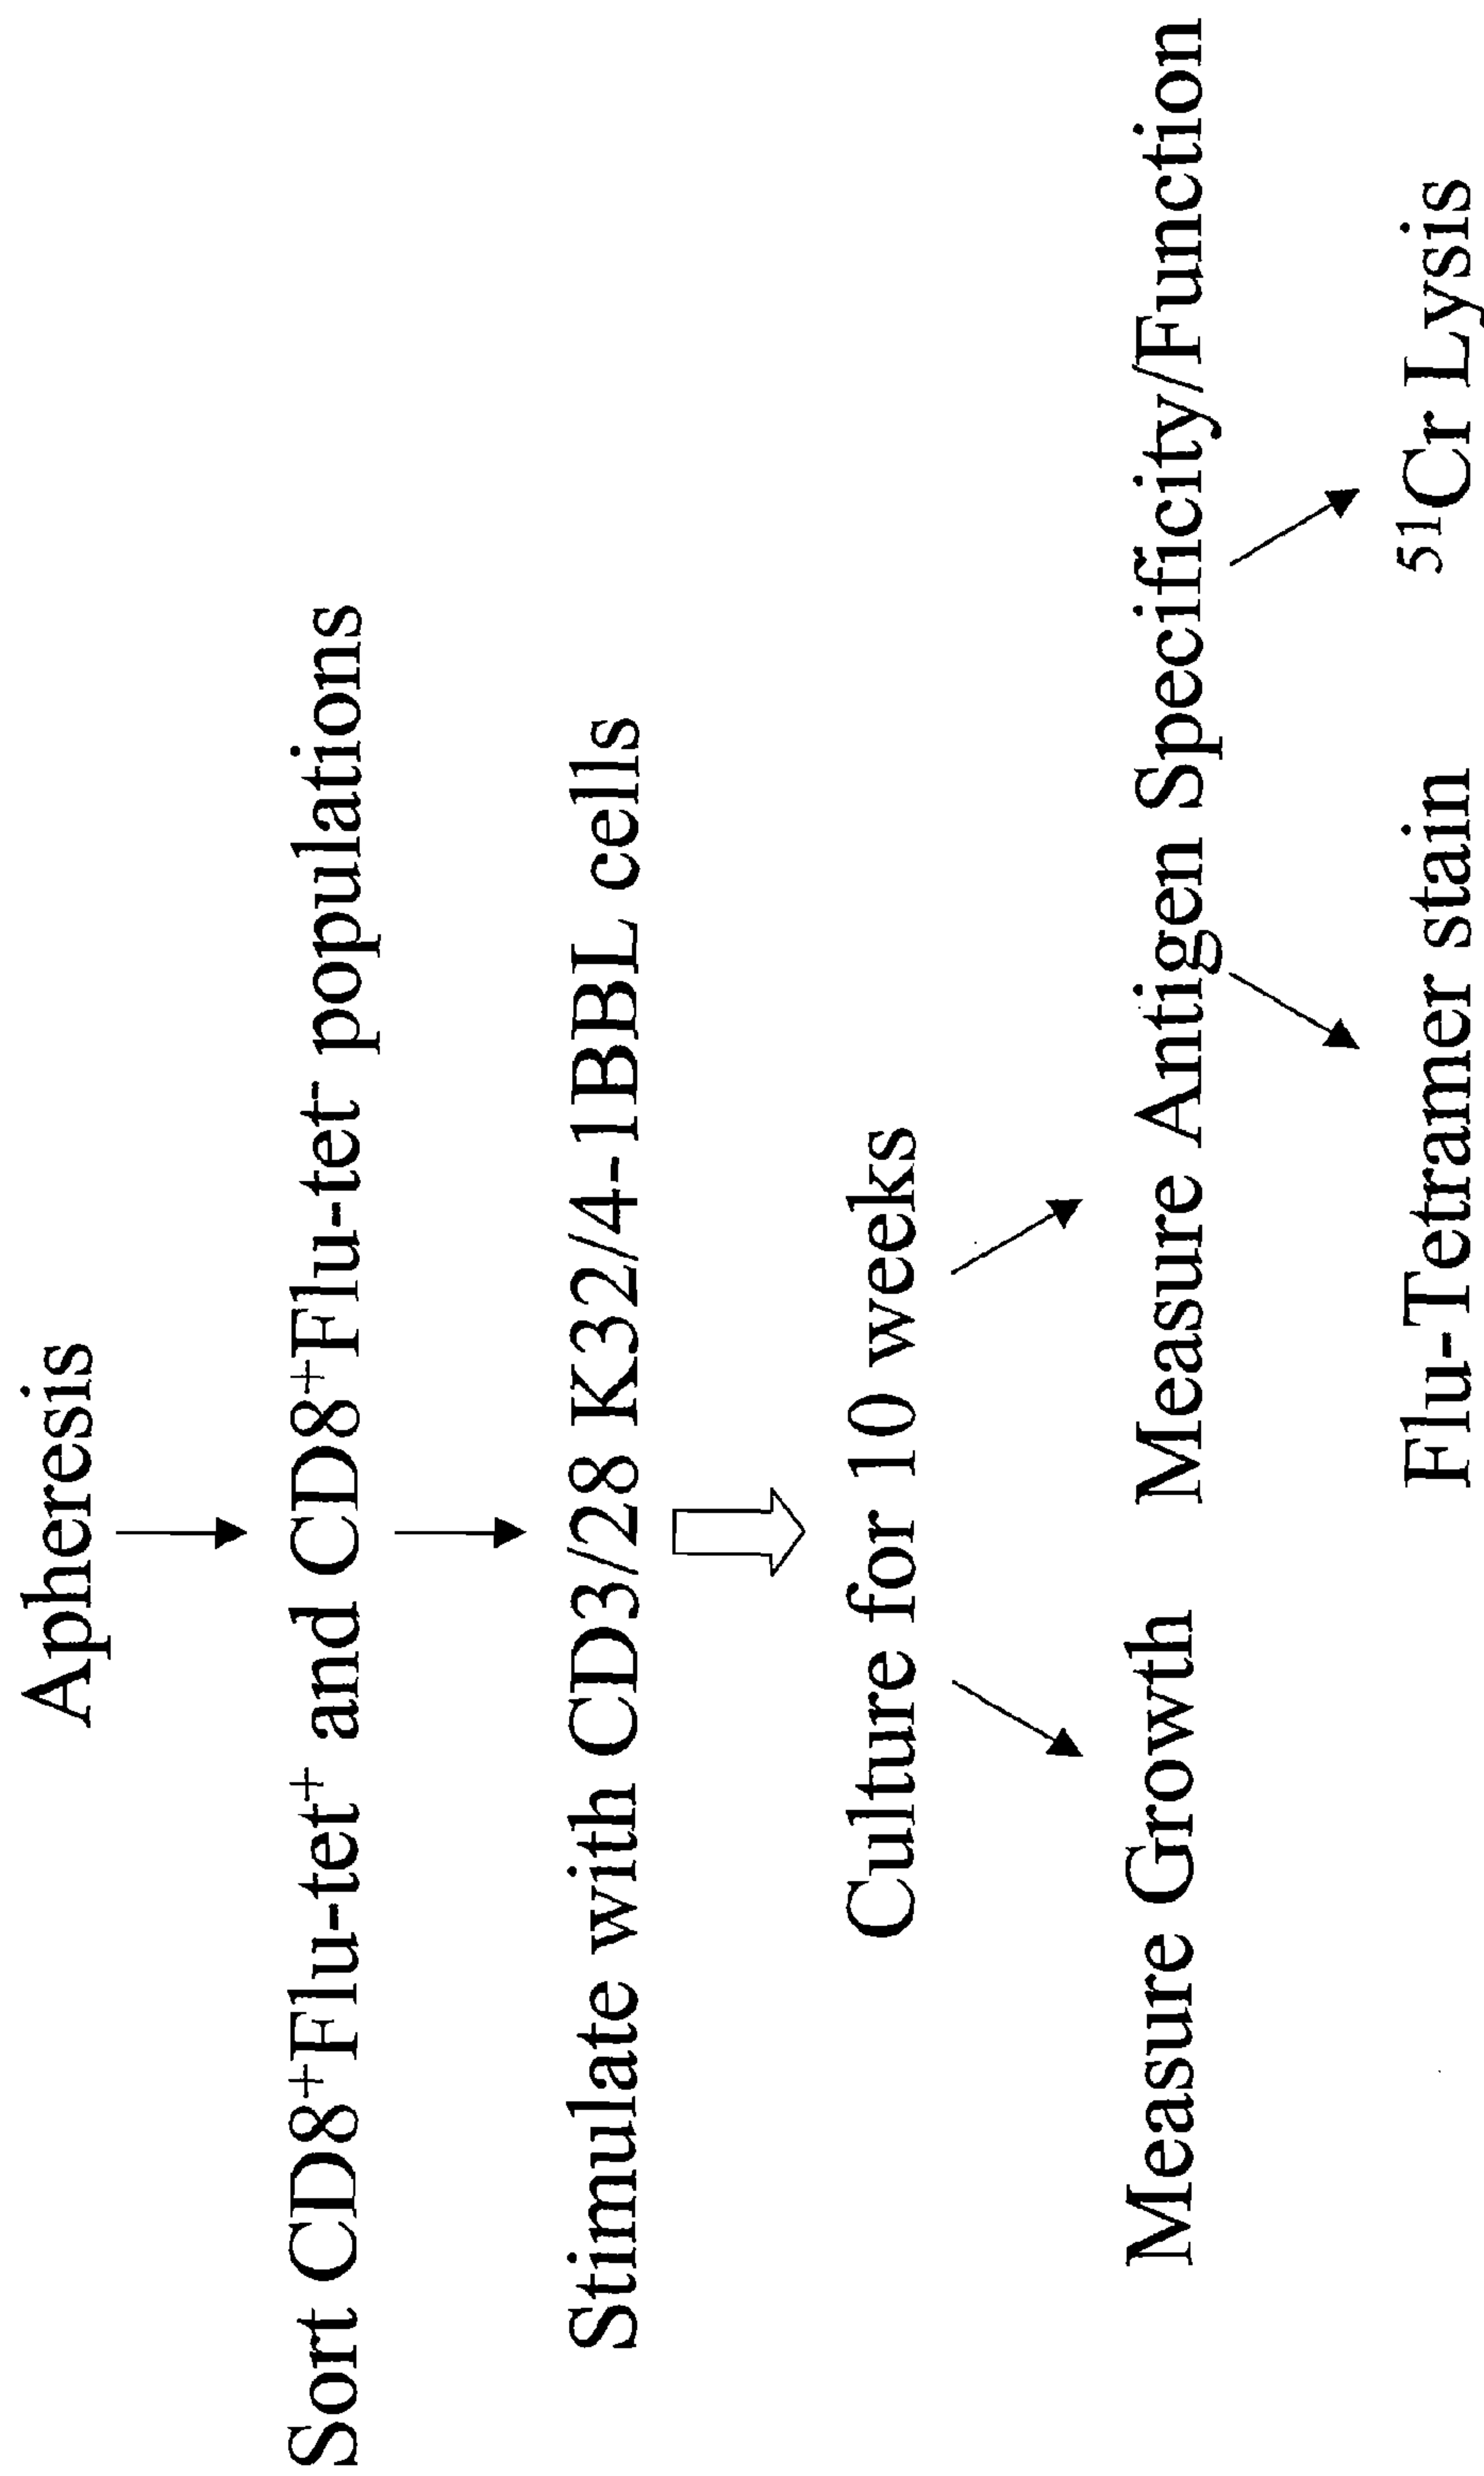 Apheresis
Sort CD8⁺Flu-tet⁺ and CD8⁺Flu-tet⁻ populations
Stimulate with CD3/28 K32/4-1BBL cells
Culture for 10 weeks
Measure Growth
Measure Antigen Specificity/Function
Flu-Tetramer stain
⁵¹Cr Lysis